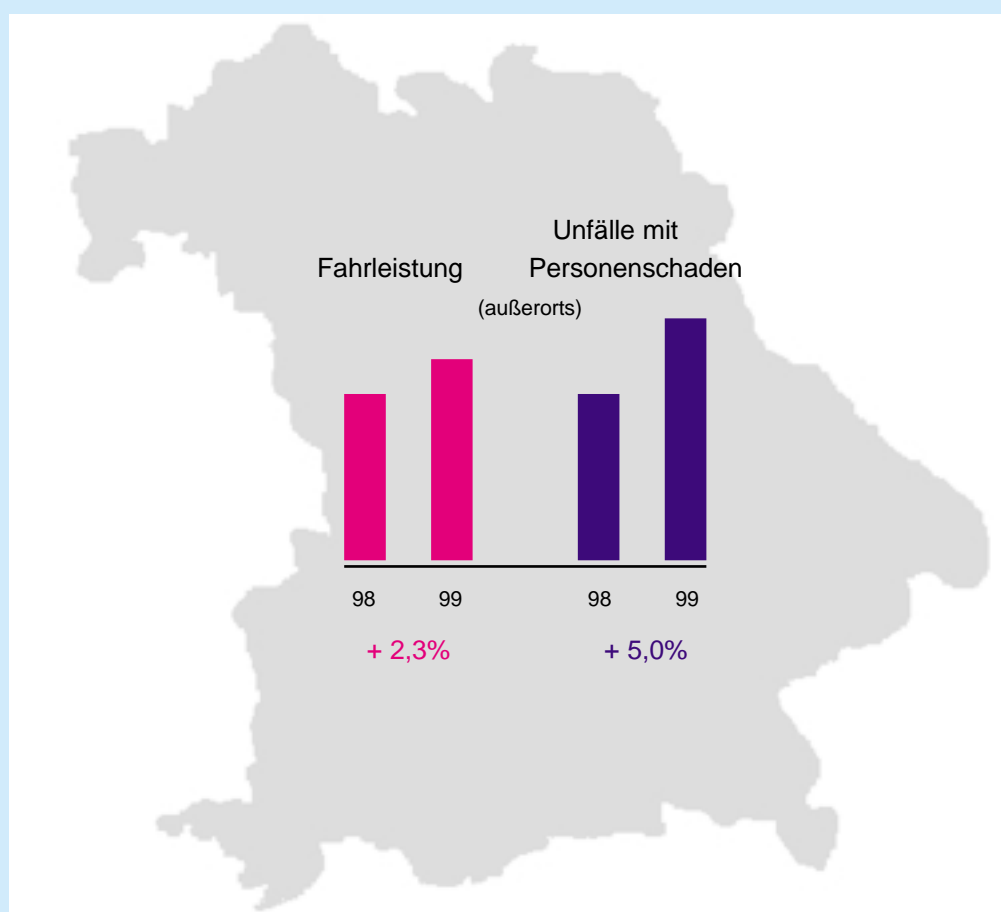 Unfälle mit
Fahrleistung Personenschaden
(außerorts)
98 99 98 99
+ 2,3% + 5,0%